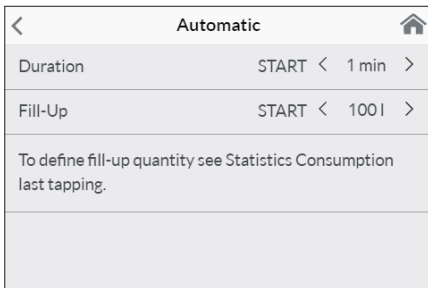 < Automatic
Duration START < 1 min >
Fill-Up START < 100 l >
To define fill-up quantity see Statistics Consumption
last tapping.